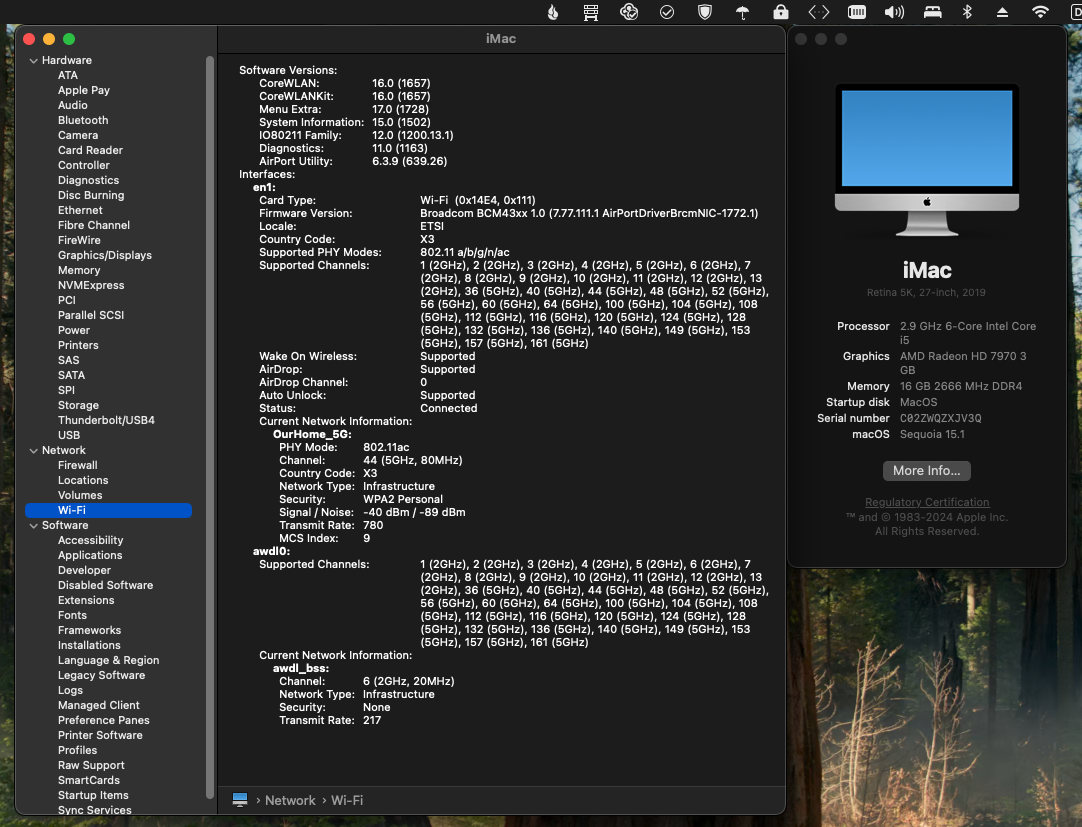 iMac
Hardware
ATA
Apple Pay
Audio
Bluetooth
Camera
Card Reader
Controller
Diagnostics
Disc Burning
Ethernet
Fibre Channel
FireWire
Graphics/Displays
Memory
NVMExpress
PCI
Parallel SCSI
Power
Printers
SAS
SATA
SPI
Storage
Thunderbolt/USB4
USB
Network
Firewall
Locations
Volumes
Wi-Fi
Software
Accessibility
Applications
Developer
Disabled Software
Extensions
Fonts
Frameworks
Installations
Language & Region
Legacy Software
Logs
Managed Client
Preference Panes
Printer Software
Profiles
Raw Support
SmartCards
Startup Items
Sync Services
Software Versions:
CoreWLAN: 16.0 (1657)
CoreWLANKit: 16.0 (1657)
Menu Extra: 17.0 (1728)
System Information: 15.0 (1502)
IO80211 Family: 12.0 (1200.13.1)
Diagnostics: 11.0 (1163)
AirPort Utility: 6.3.9 (639.26)
Interfaces:
en1:
Card Type: Wi-Fi (0x14E4, 0x111)
Firmware Version: Broadcom BCM43xx 1.0 (7.77.111.1 AirPortDriverBrcmNIC-1772.1)
Locale: ETSI
Country Code: X3
Supported PHY Modes: 802.11 a/b/g/n/ac
Supported Channels: 1 (2GHz), 2 (2GHz), 3 (2GHz), 4 (2GHz), 5 (2GHz), 6 (2GHz), 7
(2GHz), 8 (2GHz), 9 (2GHz), 10 (2GHz), 11 (2GHz), 12 (2GHz), 13
(2GHz), 36 (5GHz), 40 (5GHz), 44 (5GHz), 48 (5GHz), 52 (5GHz),
56 (5GHz), 60 (5GHz), 64 (5GHz), 100 (5GHz), 104 (5GHz), 108
(5GHz), 112 (5GHz), 116 (5GHz), 120 (5GHz), 124 (5GHz), 128
(5GHz), 132 (5GHz), 136 (5GHz), 140 (5GHz), 149 (5GHz), 153
(5GHz), 157 (5GHz), 161 (5GHz)
Wake On Wireless: Supported
AirDrop: Supported
AirDrop Channel: 0
Auto Unlock: Supported
Status: Connected
Current Network Information:
OurHome_5G:
PHY Mode: 802.11ac
Channel: 44 (5GHz, 80MHz)
Country Code: X3
Network Type: Infrastructure
Security: WPA2 Personal
Signal / Noise: -40 dBm / -89 dBm
Transmit Rate: 780
MCS Index: 9
awdl0:
Supported Channels: 1 (2GHz), 2 (2GHz), 3 (2GHz), 4 (2GHz), 5 (2GHz), 6 (2GHz), 7
(2GHz), 8 (2GHz), 9 (2GHz), 10 (2GHz), 11 (2GHz), 12 (2GHz), 13
(2GHz), 36 (5GHz), 40 (5GHz), 44 (5GHz), 48 (5GHz), 52 (5GHz),
56 (5GHz), 60 (5GHz), 64 (5GHz), 100 (5GHz), 104 (5GHz), 108
(5GHz), 112 (5GHz), 116 (5GHz), 120 (5GHz), 124 (5GHz), 128
(5GHz), 132 (5GHz), 136 (5GHz), 140 (5GHz), 149 (5GHz), 153
(5GHz), 157 (5GHz), 161 (5GHz)
Current Network Information:
awdl_bss:
Channel: 6 (2GHz, 20MHz)
Network Type: Infrastructure
Security: None
Transmit Rate: 217
› Network › Wi-Fi
iMac
Retina 5K, 27-inch, 2019
Processor 2.9 GHz 6-Core Intel Core
i5
Graphics AMD Radeon HD 7970 3
GB
Memory 16 GB 2666 MHz DDR4
Startup disk MacOS
Serial number C02ZWQZXJV3Q
macOS Sequoia 15.1
More Info...
Regulatory Certification
™ and © 1983-2024 Apple Inc.
All Rights Reserved.